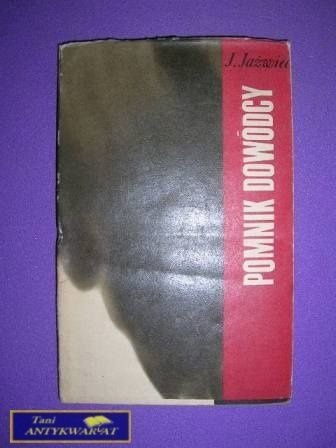 J. Jaźwiec
POMNIK DOWÓDCY
Tani
ANTYKWARIAT